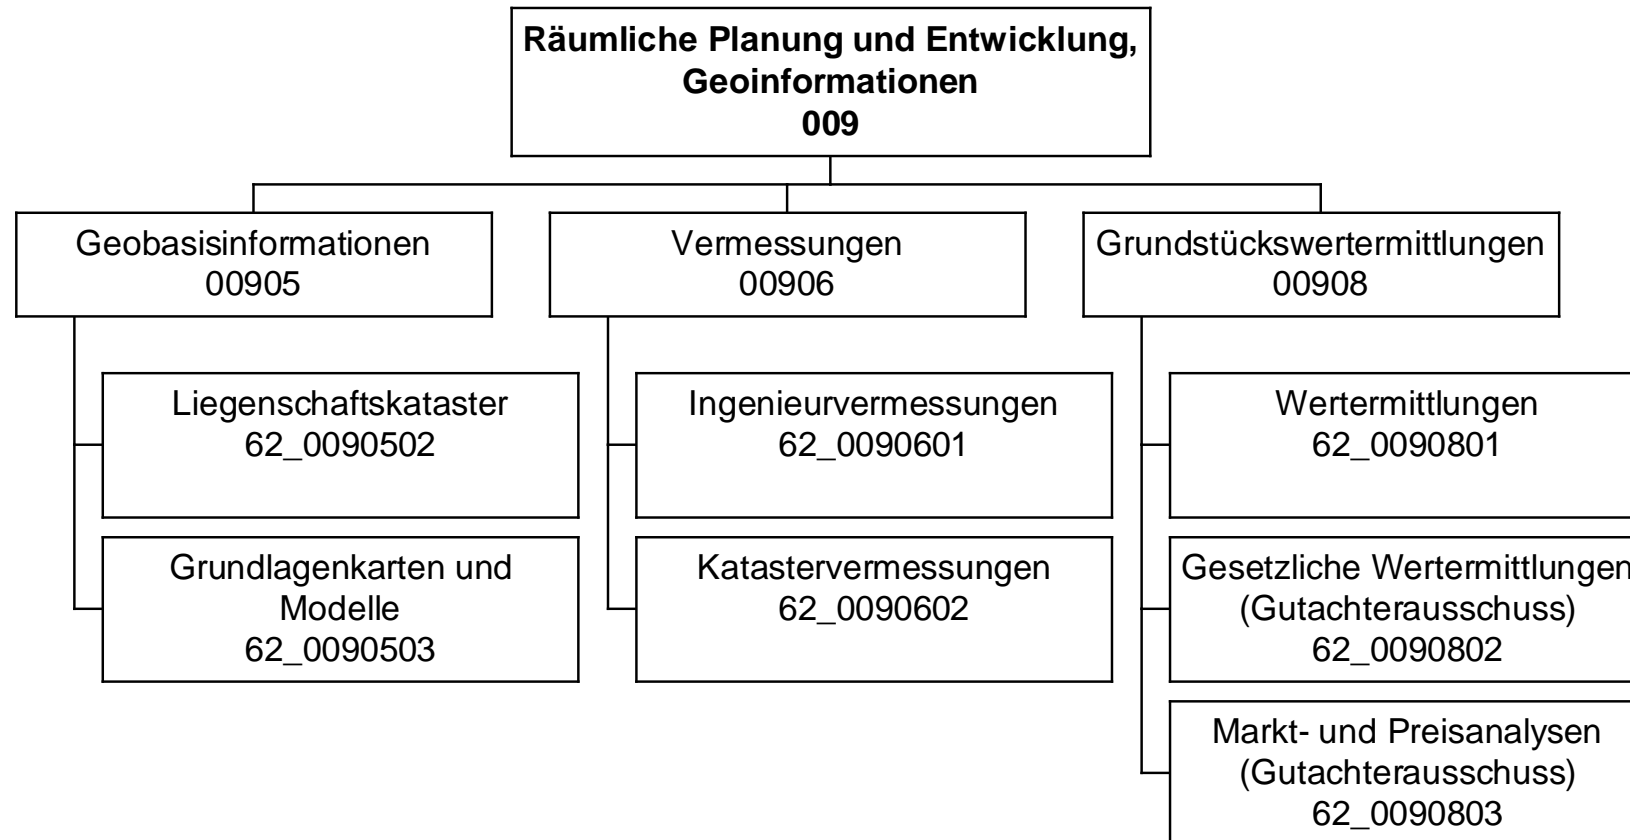 Räumliche Planung und Entwicklung,
Geoinformationen
009
Geobasisinformationen
00905
Vermessungen
00906
Grundstückswertermittlungen
00908
Liegenschaftskataster
62_0090502
Grundlagenkarten und
Modelle
62_0090503
Ingenieurvermessungen
62_0090601
Katastervermessungen
62_0090602
Wertermittlungen
62_0090801
Gesetzliche Wertermittlungen
(Gutachterausschuss)
62_0090802
Markt- und Preisanalysen
(Gutachterausschuss)
62_0090803